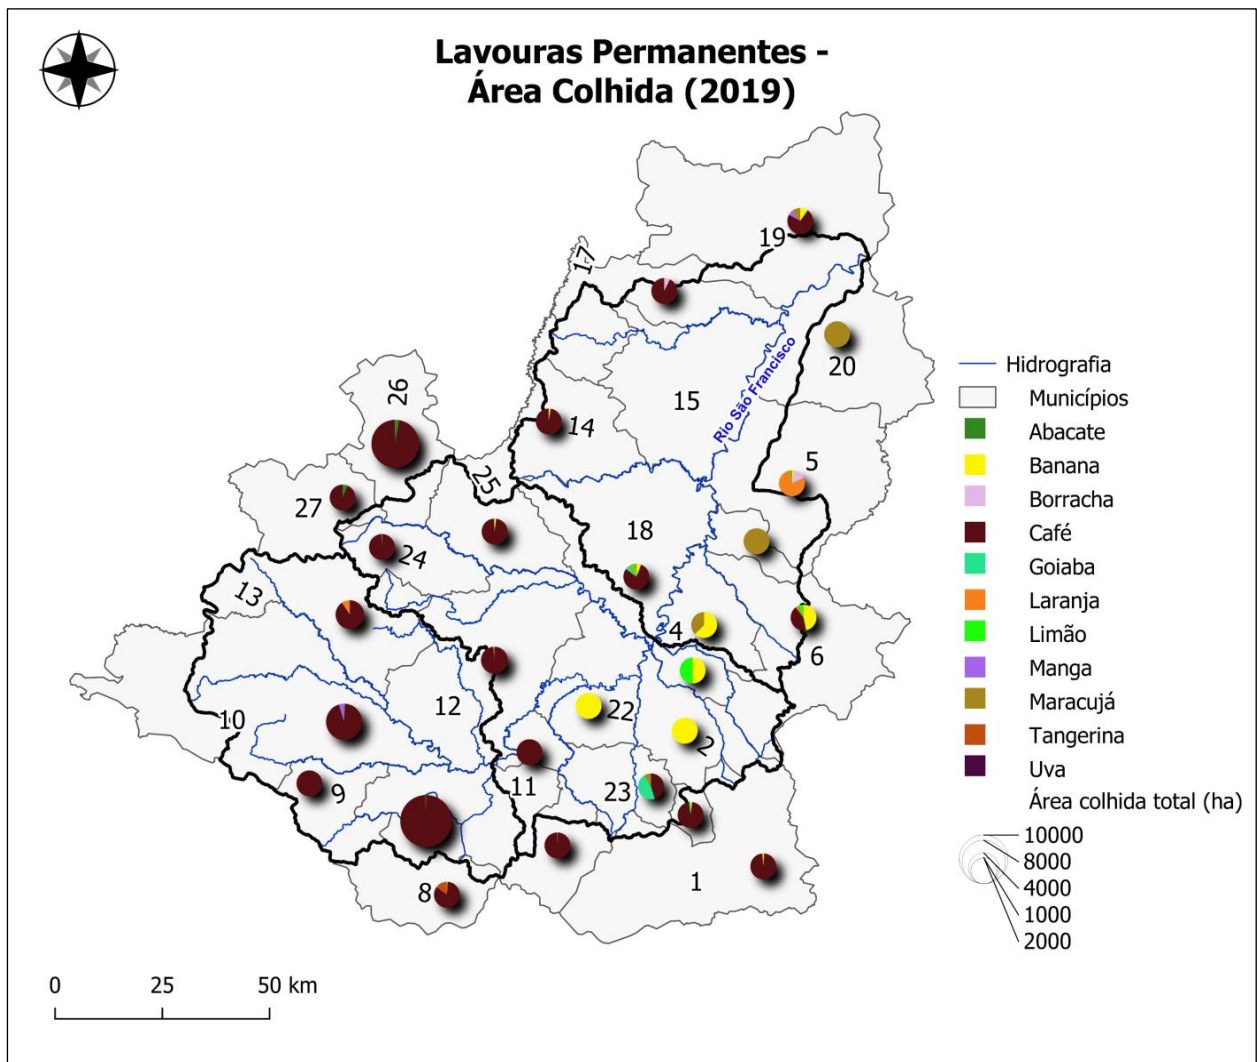 Lavouras Permanentes -
Área Colhida (2019)
19
17
20
Rio São Francisco
15
26
14
5
25
27
18
24
13
4
6
12
22
10
2
11
23
9
1
8
Hidrografia
Municípios
Abacate
Banana
Borracha
Café
Goiaba
Laranja
Limão
Manga
Maracujá
Tangerina
Uva
Área colhida total (ha)
10000
8000
4000
1000
2000
0 25 50 km